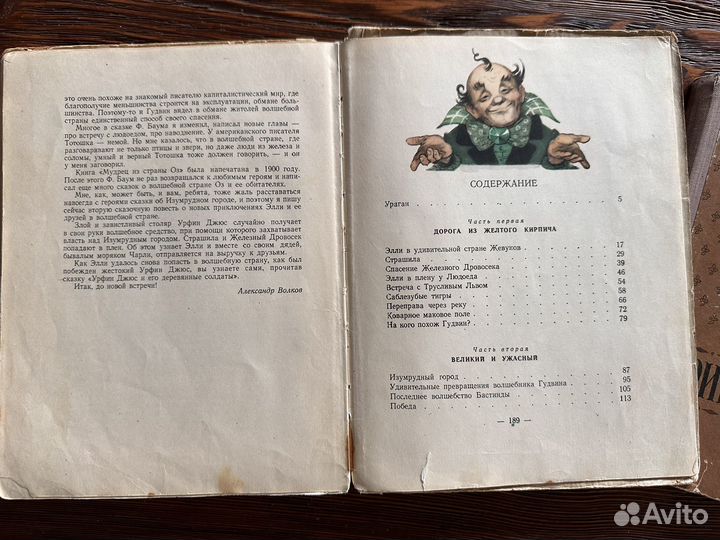 это очень похоже на знакомый писателю капиталистический мир, где
благополучие меньшинства строится на эксплуатации, обмане боль-
шинства. Поэтому-то и Гудвин видел в обмане жителей волшебной
страны единственный способ своего спасения.
Многое в сказке Ф. Баума я изменил, написал новые главы —
про встречу с людоедом, про наводнение. У американского писателя
Тотошка — немой. Но мне казалось, что в волшебной стране, где
разговаривают не только птицы и звери, но даже люди из железа и
соломы, умный и верный Тотошка тоже должен говорить, — и он
у меня заговорил.
Книга «Мудрец из страны Оз» была напечатана в 1900 году.
После этого Ф. Баум не раз возвращался к любимым героям и напи-
сал еще много сказок о волшебной стране Оз и ее обитателях.
Мне, как, может быть, и вам, ребята, тоже жаль расставаться
навсегда с героями сказки об Изумрудном городе, и поэтому я пишу
сейчас вторую сказочную повесть о новых приключениях Элли и ее
друзей в волшебной стране.
Злой и завистливый столяр Урфин Джюс случайно получает
в свои руки волшебное средство, при помощи которого захватывает
власть над Изумрудным городом. Страшила и Железный Дровосек
попадают в плен. Об этом узнает Элли и вместе со своим дядей,
бывалым моряком Чарли, отправляется на выручку к друзьям.
Как Элли удалось снова попасть в волшебную страну, как был
побежден жестокий Урфин Джюс, вы узнаете сами, прочитав
сказку «Урфин Джюс и его деревянные солдаты».
Итак, до новой встречи!
Александр Волков
СОДЕРЖАНИЕ
Ураган 5
Часть первая
ДОРОГА ИЗ ЖЕЛТОГО КИРПИЧА
Элли в удивительной стране Жевунов 17
Страшила 29
Спасение Железного Дровосека 39
Элли в плену у Людоеда 46
Встреча с Трусливым Львом 54
Саблезубые тигры 58
Переправа через реку 66
Коварное маковое поле 72
На кого похож Гудвин? 79
Часть вторая
ВЕЛИКИЙ И УЖАСНЫЙ
Изумрудный город 87
Удивительные превращения волшебника Гудвина 95
Последнее волшебство Бастинды 105
Победа 113
— 189 —
Avito